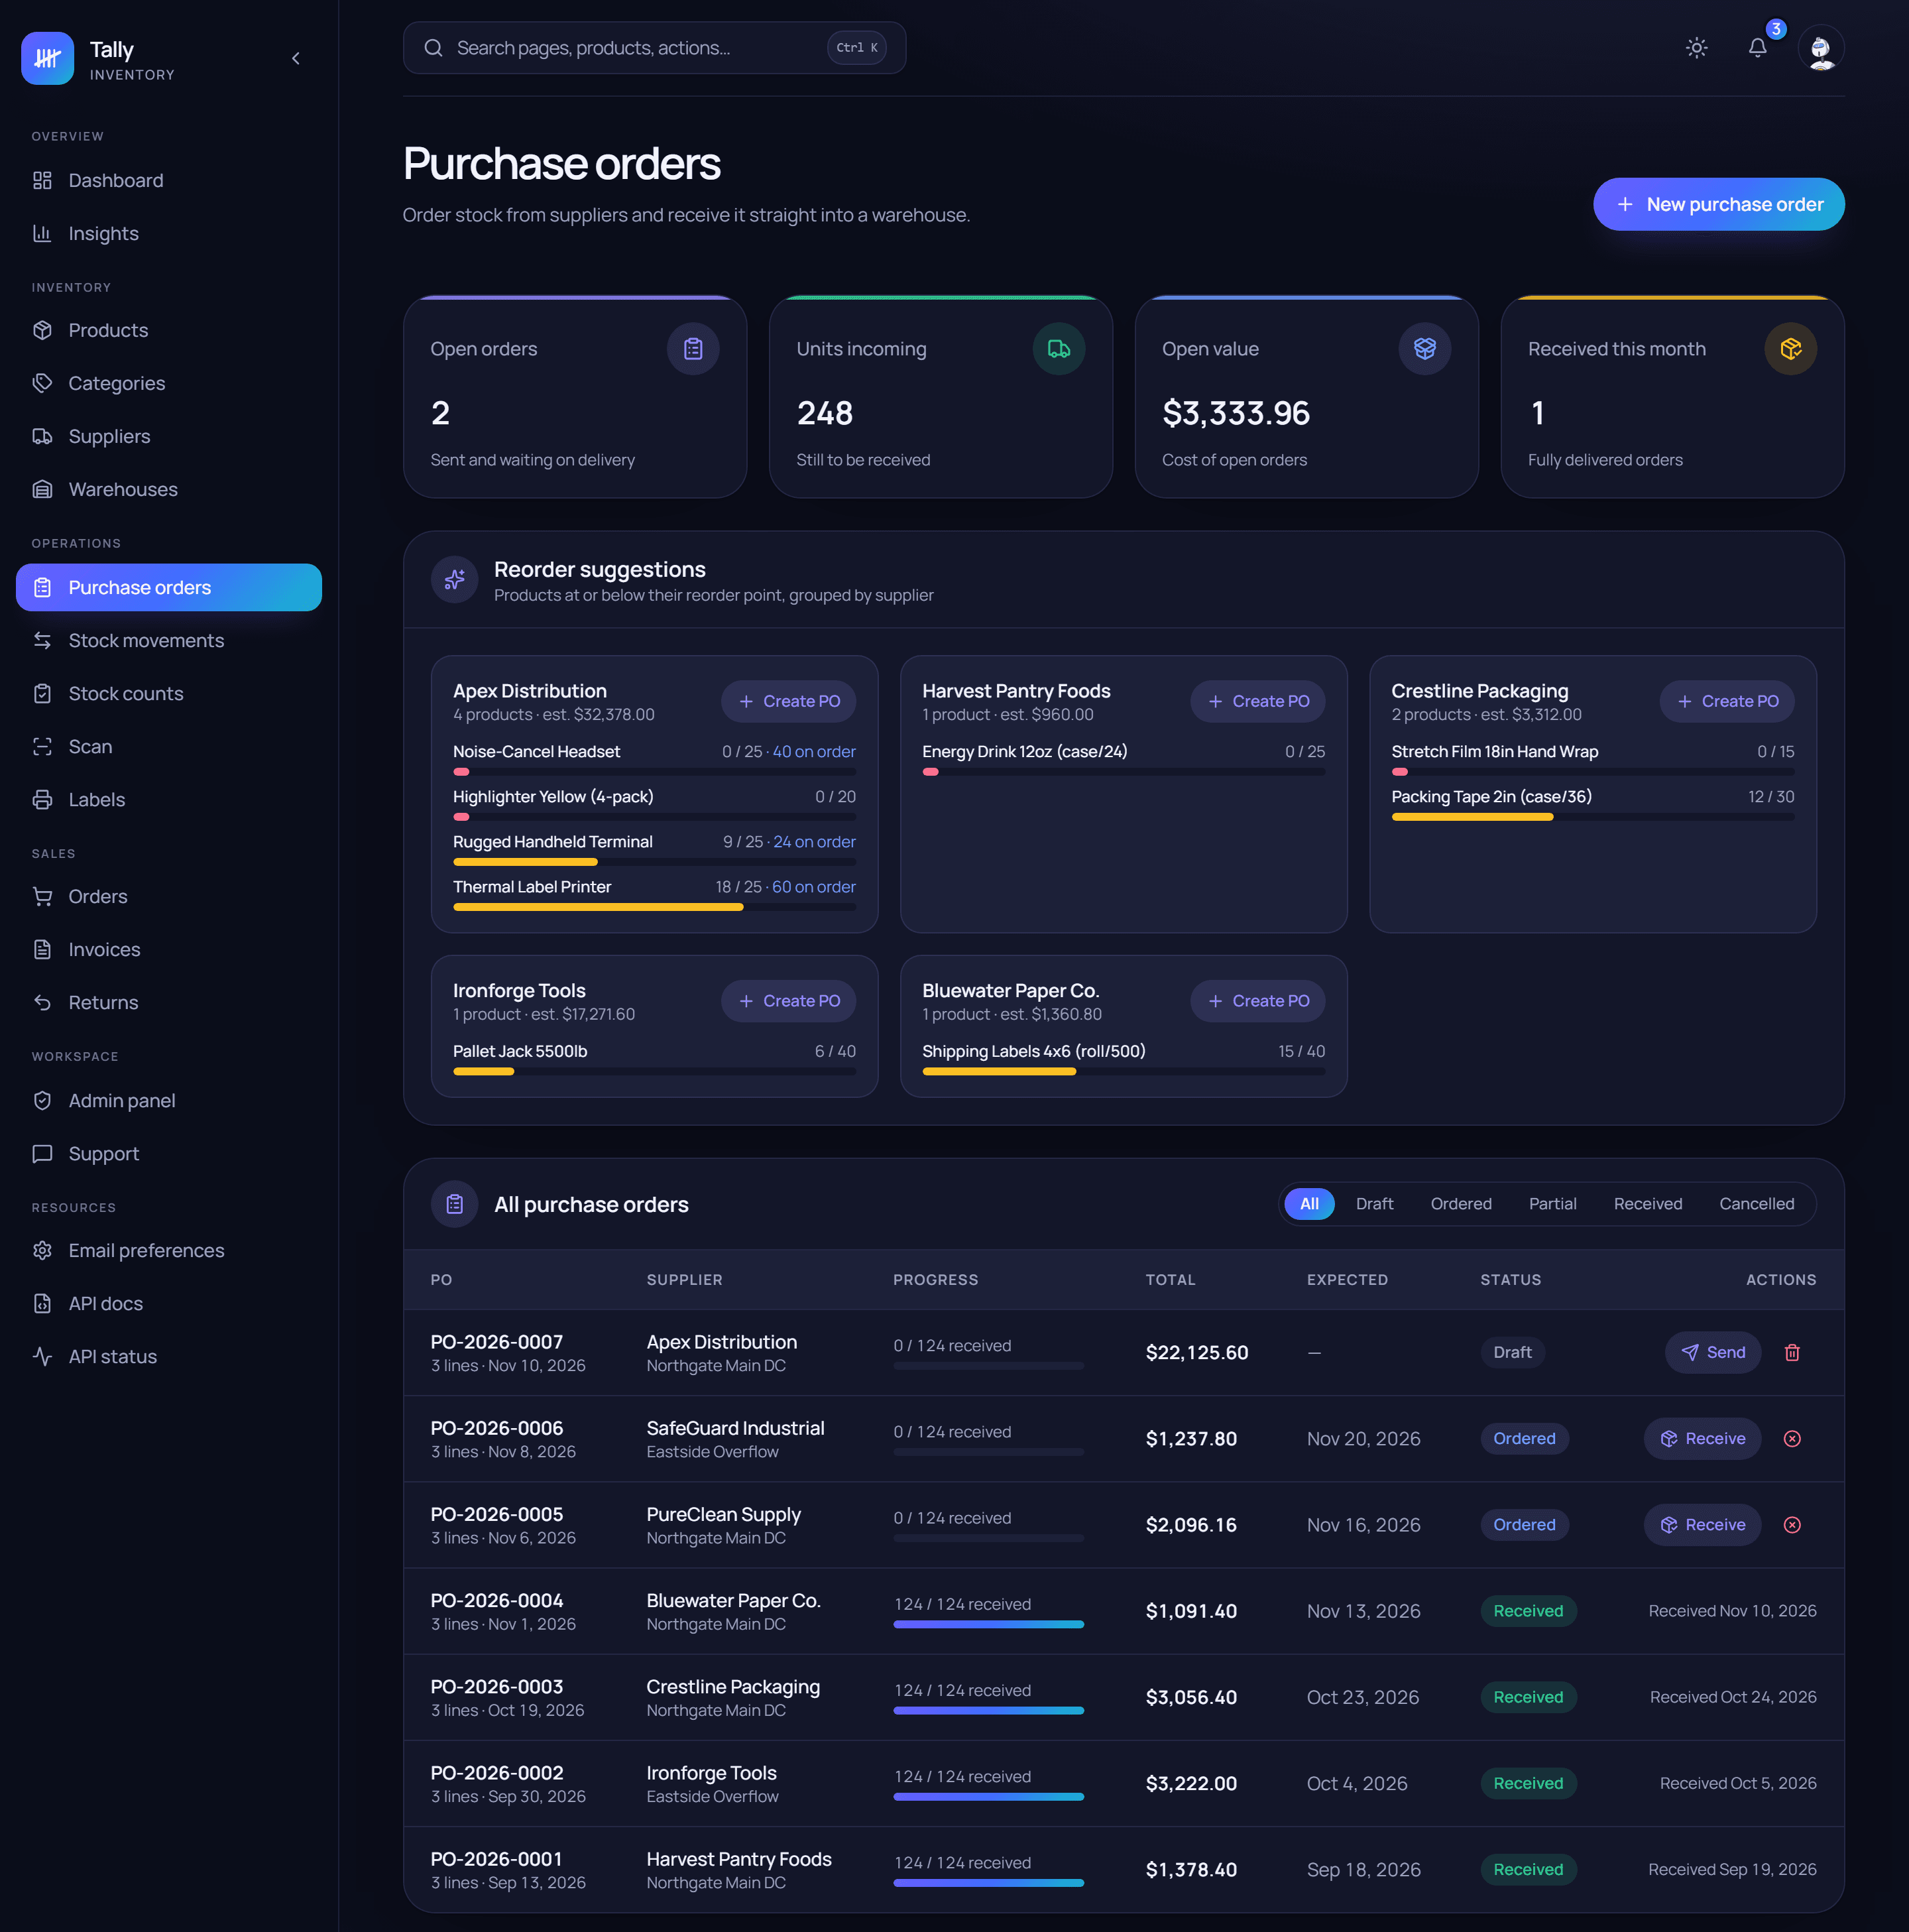 Tally
INVENTORY
OVERVIEW
Dashboard
Insights
INVENTORY
Products
Categories
Suppliers
Warehouses
OPERATIONS
Purchase orders
Stock movements
Stock counts
Scan
Labels
SALES
Orders
Invoices
Returns
WORKSPACE
Admin panel
Support
RESOURCES
Email preferences
API docs
API status
Search pages, products, actions... Ctrl K
3
Purchase orders
Order stock from suppliers and receive it straight into a warehouse.
New purchase order
Open orders
2
Sent and waiting on delivery
Units incoming
248
Still to be received
Open value
$3,333.96
Cost of open orders
Received this month
1
Fully delivered orders
Reorder suggestions
Products at or below their reorder point, grouped by supplier
Apex Distribution
4 products · est. $32,378.00
Create PO
Noise-Cancel Headset 0 / 25 · 40 on order
Highlighter Yellow (4-pack) 0 / 20
Rugged Handheld Terminal 9 / 25 · 24 on order
Thermal Label Printer 18 / 25 · 60 on order
Harvest Pantry Foods
1 product · est. $960.00
Create PO
Energy Drink 12oz (case/24) 0 / 25
Crestline Packaging
2 products · est. $3,312.00
Create PO
Stretch Film 18in Hand Wrap 0 / 15
Packing Tape 2in (case/36) 12 / 30
Ironforge Tools
1 product · est. $17,271.60
Create PO
Pallet Jack 5500lb 6 / 40
Bluewater Paper Co.
1 product · est. $1,360.80
Create PO
Shipping Labels 4x6 (roll/500) 15 / 40
All purchase orders
All Draft Ordered Partial Received Cancelled
PO SUPPLIER PROGRESS TOTAL EXPECTED STATUS ACTIONS
PO-2026-0007 Apex Distribution 0 / 124 received $22,125.60 — Draft Send
3 lines · Nov 10, 2026 Northgate Main DC
PO-2026-0006 SafeGuard Industrial 0 / 124 received $1,237.80 Nov 20, 2026 Ordered Receive
3 lines · Nov 8, 2026 Eastside Overflow
PO-2026-0005 PureClean Supply 0 / 124 received $2,096.16 Nov 16, 2026 Ordered Receive
3 lines · Nov 6, 2026 Northgate Main DC
PO-2026-0004 Bluewater Paper Co. 124 / 124 received $1,091.40 Nov 13, 2026 Received Received Nov 10, 2026
3 lines · Nov 1, 2026 Northgate Main DC
PO-2026-0003 Crestline Packaging 124 / 124 received $3,056.40 Oct 23, 2026 Received Received Oct 24, 2026
3 lines · Oct 19, 2026 Northgate Main DC
PO-2026-0002 Ironforge Tools 124 / 124 received $3,222.00 Oct 4, 2026 Received Received Oct 5, 2026
3 lines · Sep 30, 2026 Eastside Overflow
PO-2026-0001 Harvest Pantry Foods 124 / 124 received $1,378.40 Sep 18, 2026 Received Received Sep 19, 2026
3 lines · Sep 13, 2026 Northgate Main DC